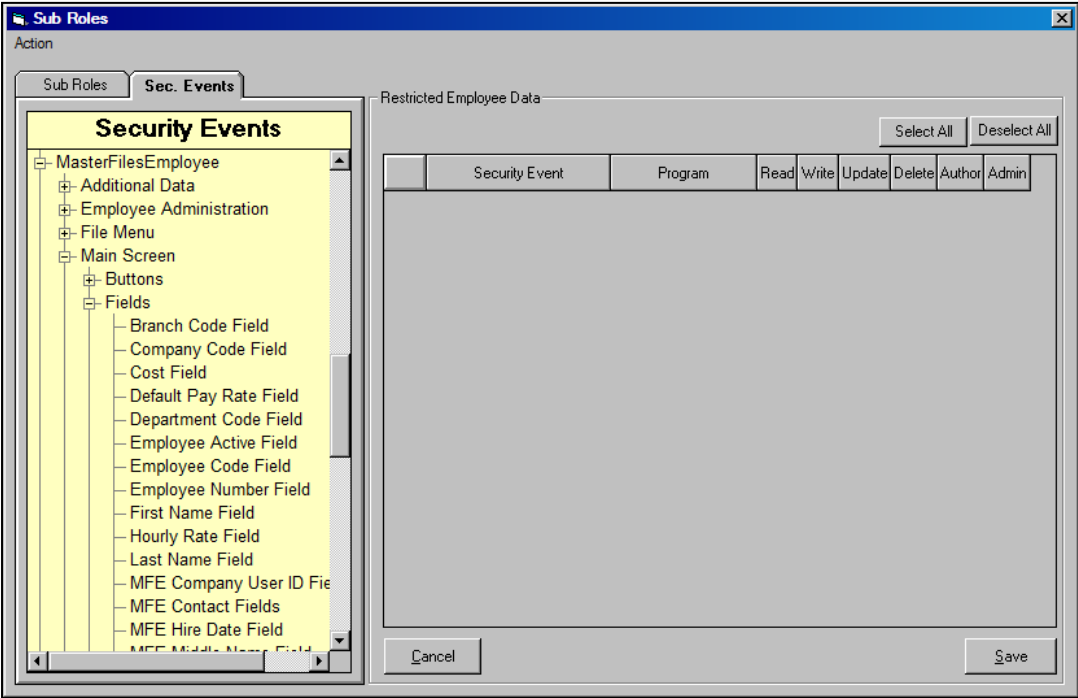 Sub Roles
Action
Sub Roles Sec. Events
Restricted Employee Data
Security Events
Select All Deselect All
Security Event Program Read Write Update Delete Author Admin
MasterFilesEmployee
Additional Data
Employee Administration
File Menu
Main Screen
Buttons
Fields
Branch Code Field
Company Code Field
Cost Field
Default Pay Rate Field
Department Code Field
Employee Active Field
Employee Code Field
Employee Number Field
First Name Field
Hourly Rate Field
Last Name Field
MFE Company User ID Fie
MFE Contact Fields
MFE Hire Date Field
MFE Middle Name Field
Cancel Save